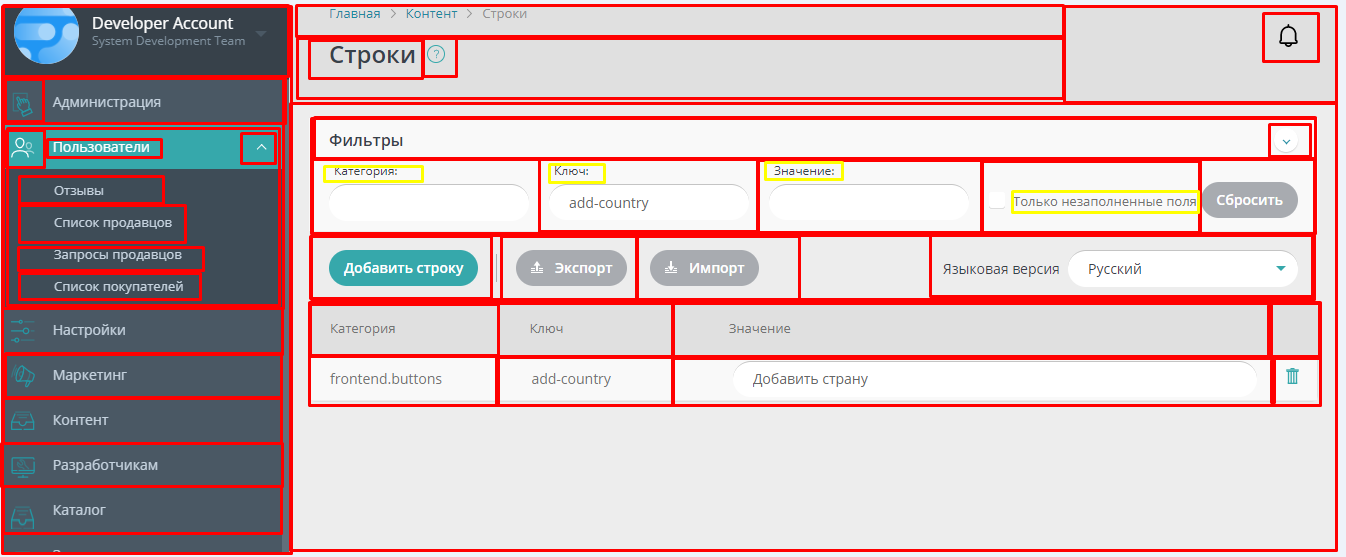 Developer Account
System Development Team
Администрация
Пользователи
Отзывы
Список продавцов
Запросы продавцов
Список покупателей
Настройки
Маркетинг
Контент
Разработчикам
Каталог
Главная > Контент > Строки
Строки ?
Фильтры
Категория: Ключ: Значение:
add-country Только незаполненные поля Сбросить
Добавить строку Экспорт Импорт Языковая версия Русский
Категория Ключ Значение
frontend.buttons add-country Добавить страну